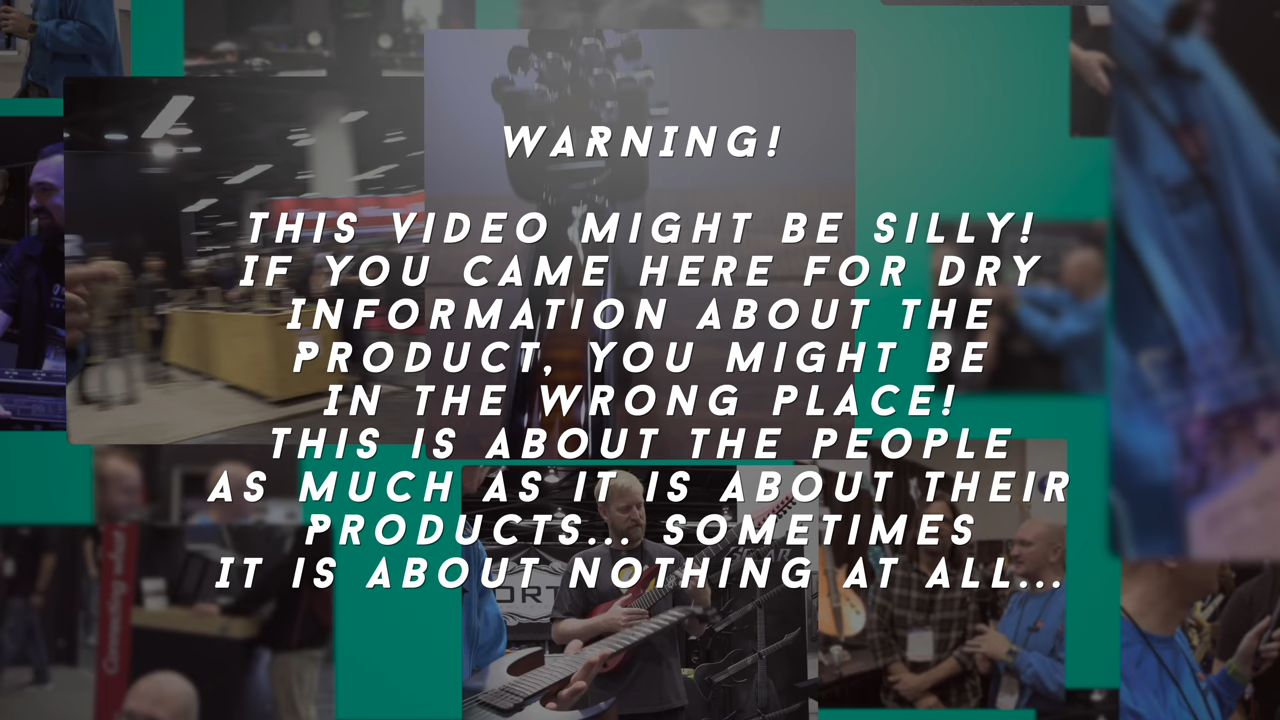 WARNING!
THIS VIDEO MIGHT BE SILLY!
IF YOU CAME HERE FOR DRY
INFORMATION ABOUT THE
PRODUCT, YOU MIGHT BE
IN THE WRONG PLACE!
THIS IS ABOUT THE PEOPLE
AS MUCH AS IT IS ABOUT THEIR
PRODUCTS... SOMETIMES
IT IS ABOUT NOTHING AT ALL...